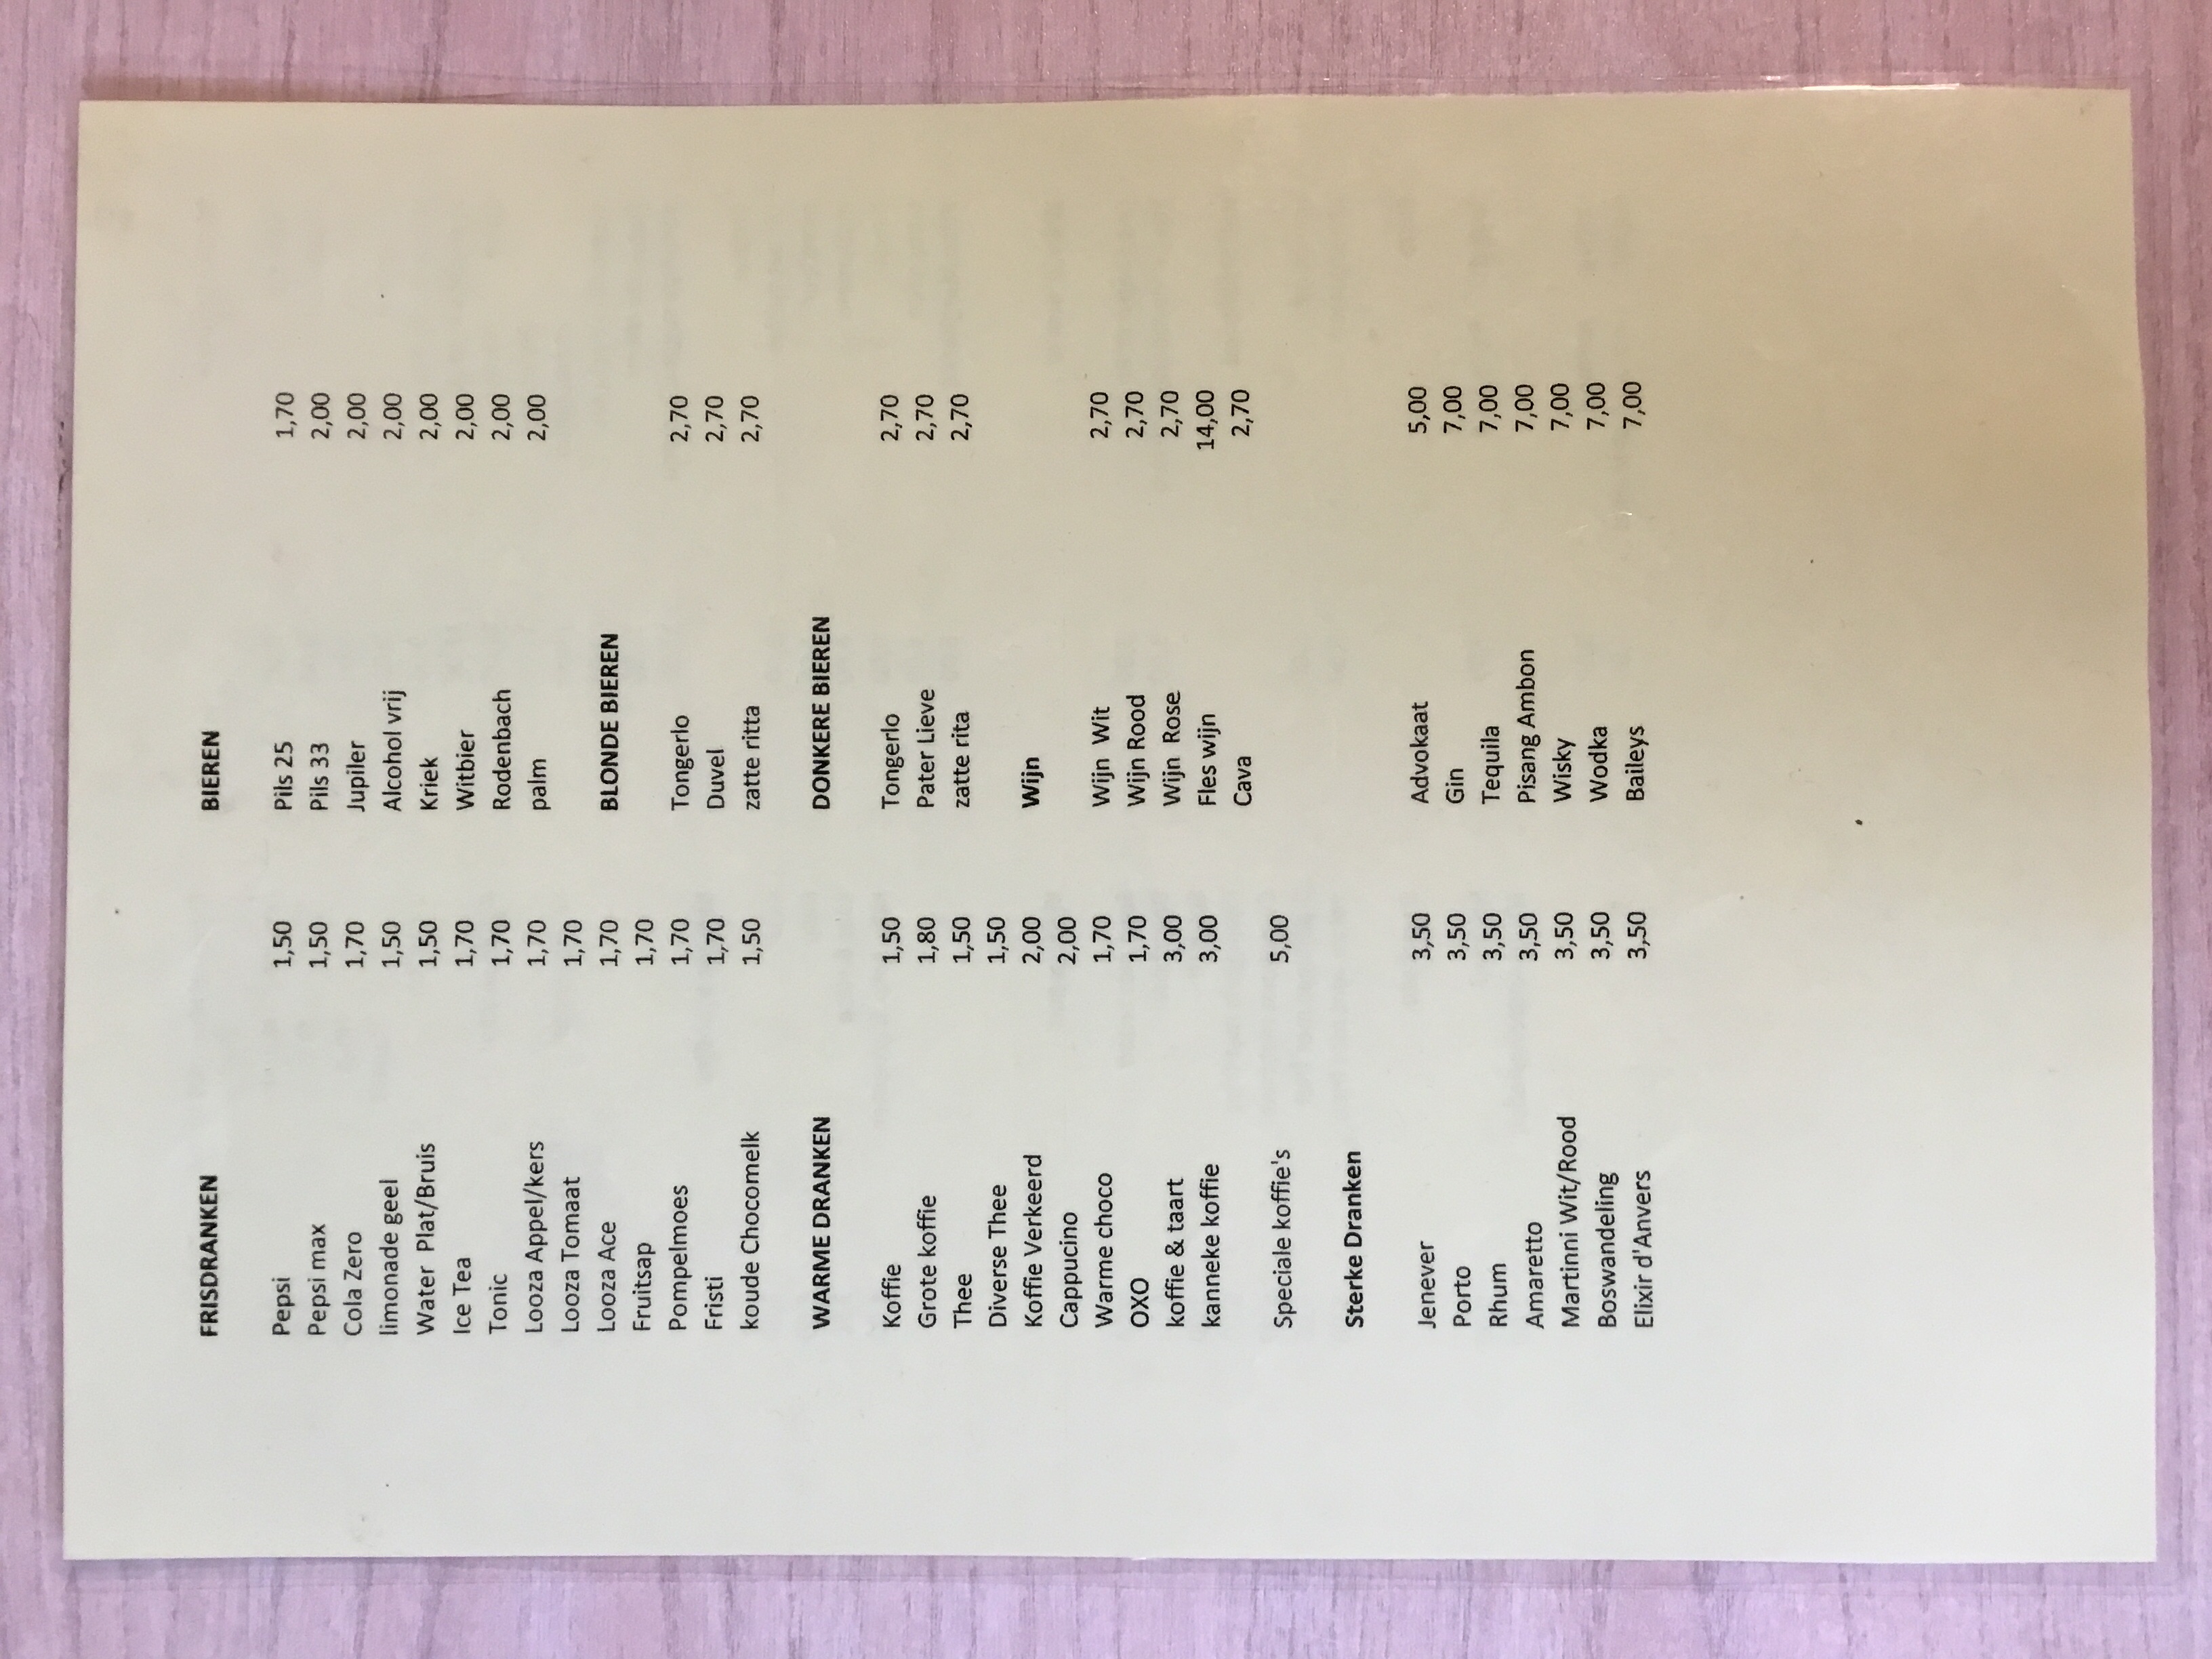 FRISDRANKEN BIEREN
Pepsi 1,50 Pils 25 1,70
Pepsi max 1,50 Pils 33 2,00
Cola Zero 1,70 Jupiler 2,00
limonade geel 1,50 Alcohol vrij 2,00
Water Plat/Bruis 1,50 Kriek 2,00
Ice Tea 1,70 Witbier 2,00
Tonic 1,70 Rodenbach 2,00
Looza Appel/kers 1,70 palm 2,00
Looza Tomaat 1,70
Looza Ace 1,70 BLONDE BIEREN
Fruitsap 1,70
Pompelmoes 1,70 Tongerlo 2,70
Fristi 1,70 Duvel 2,70
koude Chocomelk 1,50 zatte ritta 2,70
WARME DRANKEN DONKERE BIEREN
Koffie 1,50 Tongerlo 2,70
Grote koffie 1,80 Pater Lieve 2,70
Thee 1,50 zatte rita 2,70
Diverse Thee 1,50
Koffie Verkeerd 2,00 Wijn
Cappucino 2,00
Warme choco 1,70 Wijn Wit 2,70
OXO 1,70 Wijn Rood 2,70
koffie & taart 3,00 Wijn Rose 2,70
kanneke koffie 3,00 Fles wijn 14,00
Cava 2,70
Speciale koffie's 5,00
Sterke Dranken
Jenever 3,50 Advokaat 5,00
Porto 3,50 Gin 7,00
Rhum 3,50 Tequila 7,00
Amaretto 3,50 Pisang Ambon 7,00
Martinni Wit/Rood 3,50 Wisky 7,00
Boswandeling 3,50 Wodka 7,00
Elixir d'Anvers 3,50 Baileys 7,00